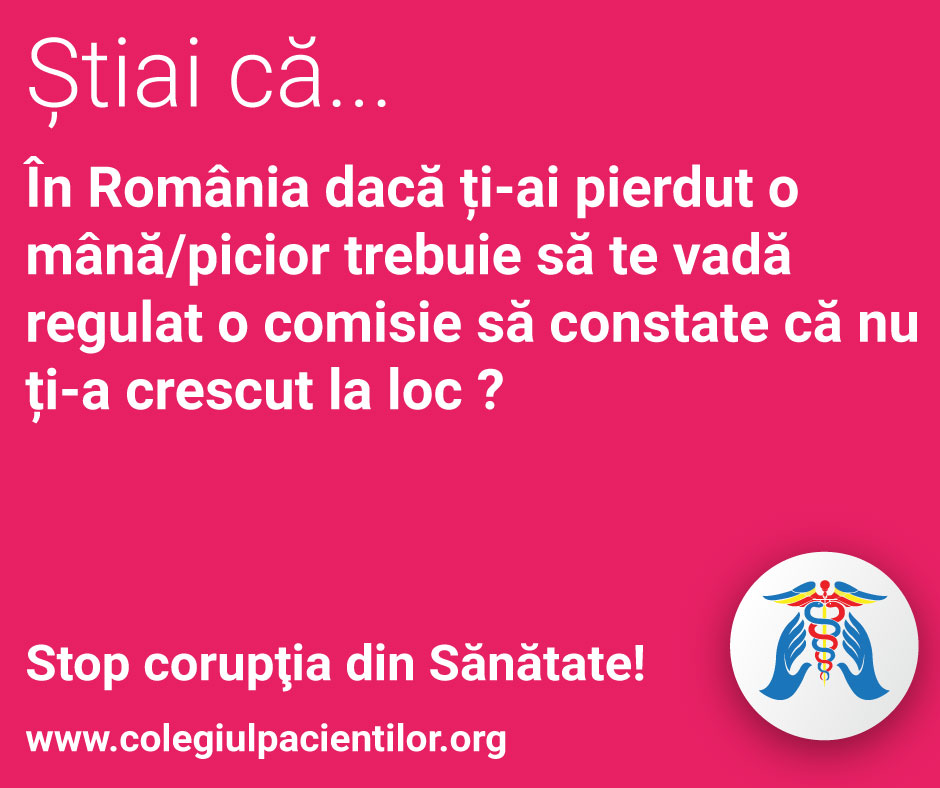 Știai că...
În România dacă ți-ai pierdut o
mână/picior trebuie să te vadă
regulat o comisie să constate că nu
ți-a crescut la loc ?
Stop corupţia din Sănătate!
www.colegiulpacientilor.org